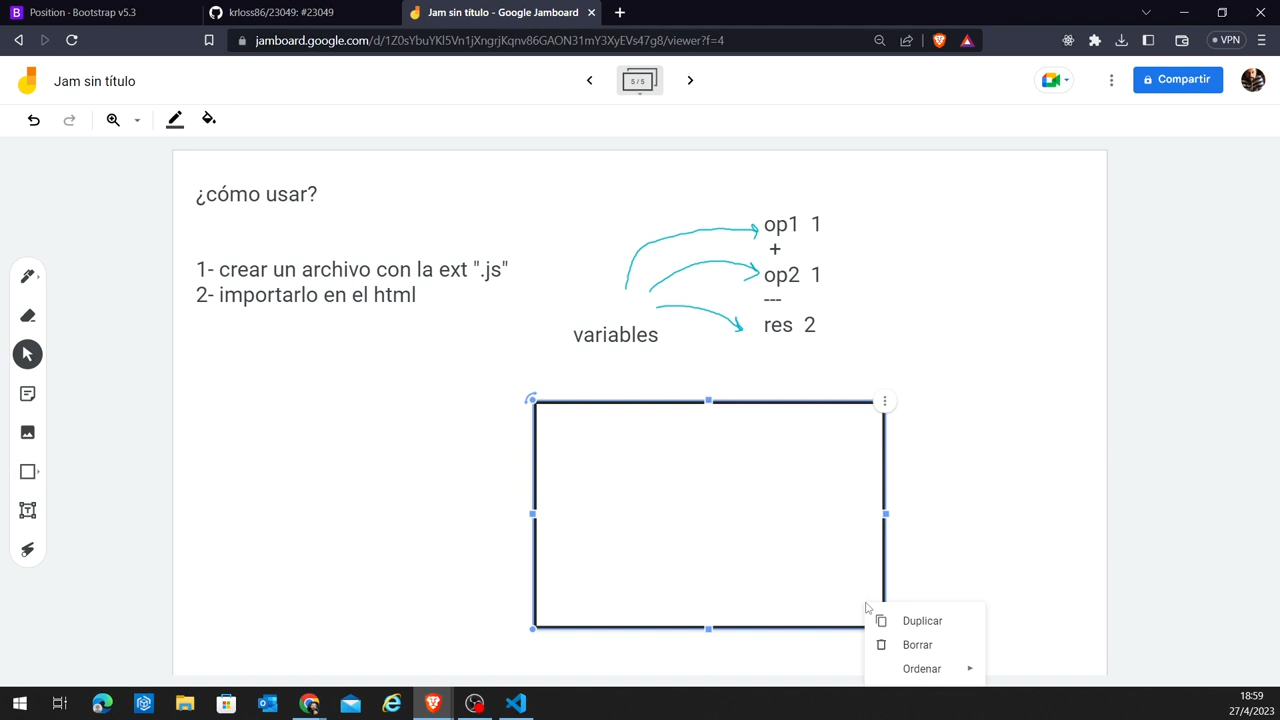 Position - Bootstrap v5.3
krloss86/23049: #23049
Jam sin título - Google Jamboard
jamboard.google.com/d/1Z0sYbuYKl5Vn1jXngrjKqnv86GAON31mY3XyEVs47g8/viewer?f=4
VPN
Jam sin título
5 / 5
Compartir
¿cómo usar?
op1 1
+
1- crear un archivo con la ext ".js"
op2 1
2- importarlo en el html
---
res 2
variables
Duplicar
Borrar
Ordenar
18:59
27/4/2023